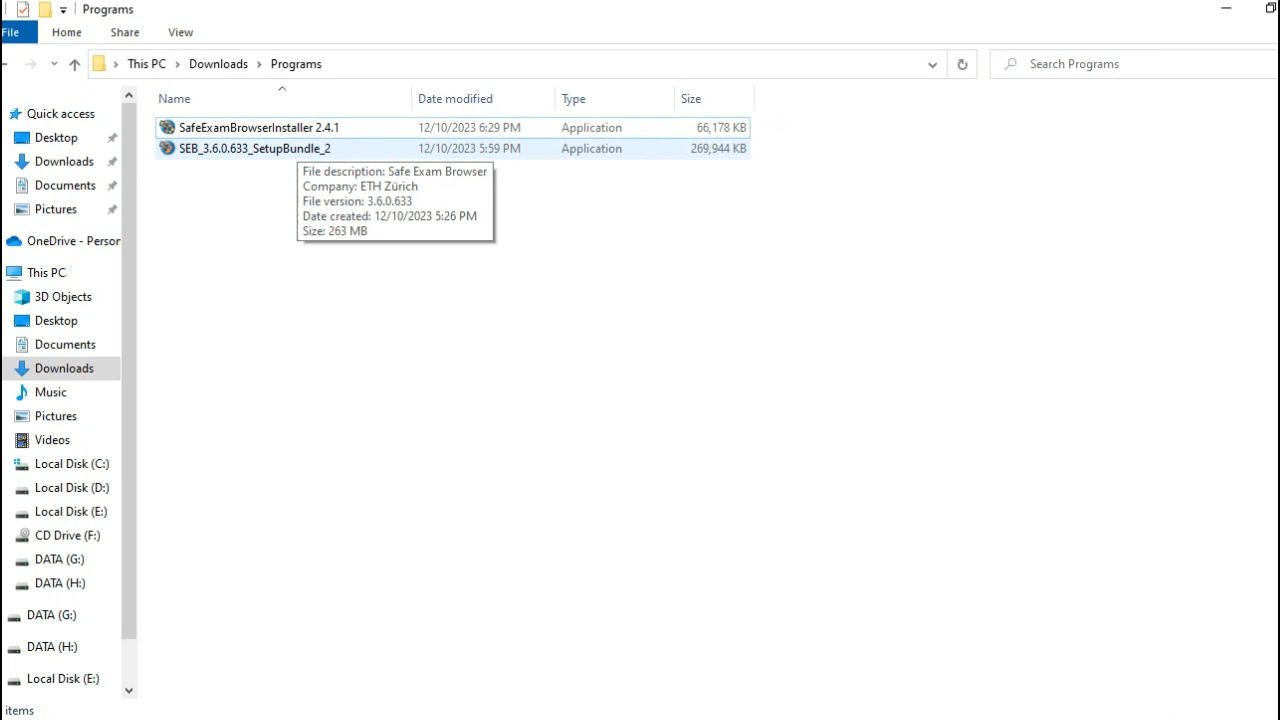 Programs
File Home Share View
This PC Downloads Programs
Search Programs
Name Date modified Type Size
SafeExamBrowserInstaller 2.4.1 12/10/2023 6:29 PM Application 66,178 KB
SEB_3.6.0.633_SetupBundle_2 12/10/2023 5:59 PM Application 269,944 KB
File description: Safe Exam Browser
Company: ETH Zürich
File version: 3.6.0.633
Date created: 12/10/2023 5:26 PM
Size: 263 MB
Quick access
Desktop
Downloads
Documents
Pictures
OneDrive - Person
This PC
3D Objects
Desktop
Documents
Downloads
Music
Pictures
Videos
Local Disk (C:)
Local Disk (D:)
Local Disk (E:)
CD Drive (F:)
DATA (G:)
DATA (H:)
DATA (G:)
DATA (H:)
Local Disk (E:)
items